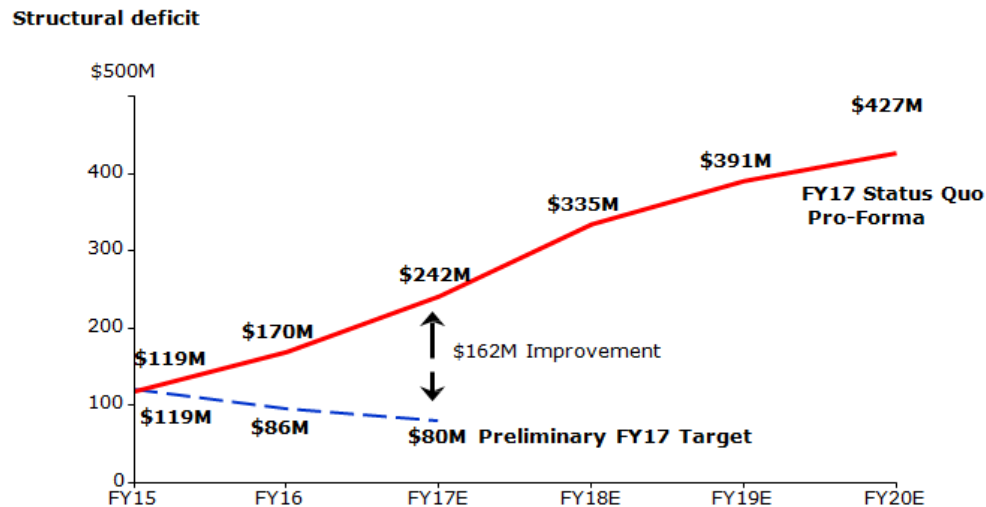 Structural deficit
$500M
$427M
400
$391M
FY17 Status Quo
Pro-Forma
$335M
300
$242M
200
$170M
$162M Improvement
$119M
100
$119M
$86M
$80M Preliminary FY17 Target
0
FY15 FY16 FY17E FY18E FY19E FY20E